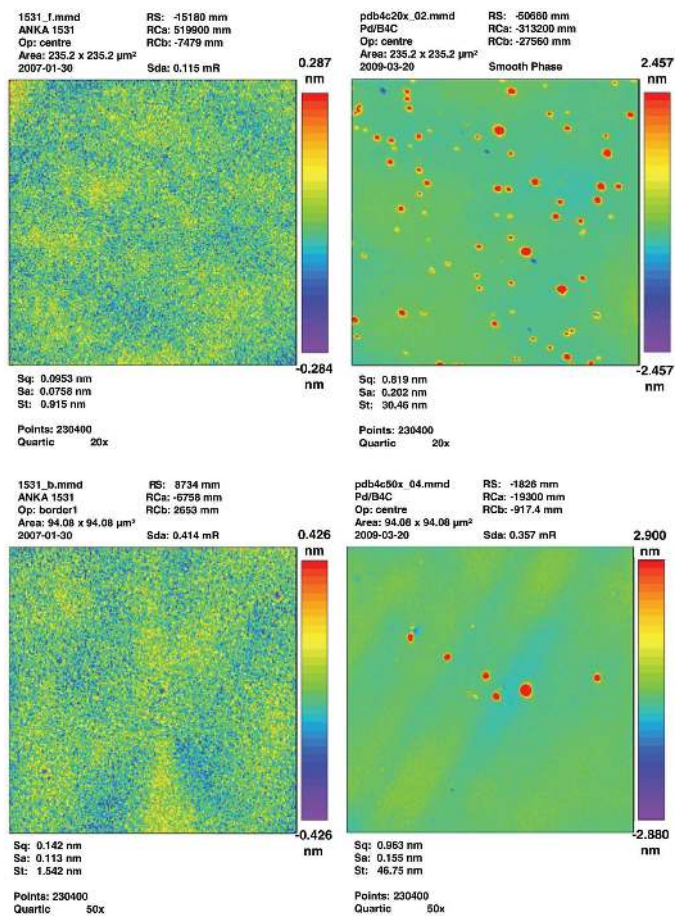 1531_f.mmd RS: -15180 mm
ANKA 1531 RCa: 519900 mm
Op: centre RCb: -7479 mm
Area: 235.2 x 235.2 µm²
2007-01-30 Sda: 0.115 mR
0.287
nm
-0.284
nm
Sq: 0.0953 nm
Sa: 0.0758 nm
St: 0.915 nm
Points: 230400
Quartic 20x
pdb4c20x_02.mmd RS: -50660 mm
Pd/B4C RCa: -313200 mm
Op: centre RCb: -27560 mm
Area: 235.2 x 235.2 µm²
2009-03-20 Smooth Phase
2.457
nm
-2.457
nm
Sq: 0.819 nm
Sa: 0.202 nm
St: 30.46 nm
Points: 230400
Quartic 20x
1531_b.mmd RS: 8734 mm
ANKA 1531 RCa: -6758 mm
Op: border1 RCb: 2653 mm
Area: 94.08 x 94.08 µm²
2007-01-30 Sda: 0.414 mR
0.426
nm
-0.426
nm
Sq: 0.142 nm
Sa: 0.113 nm
St: 1.542 nm
Points: 230400
Quartic 50x
pdb4c50x_04.mmd RS: -1826 mm
Pd/B4C RCa: -19300 mm
Op: centre RCb: -917.4 mm
Area: 94.08 x 94.08 µm²
2009-03-20 Sda: 0.357 mR
2.900
nm
-2.880
nm
Sq: 0.963 nm
Sa: 0.155 nm
St: 46.75 nm
Points: 230400
Quartic 50x